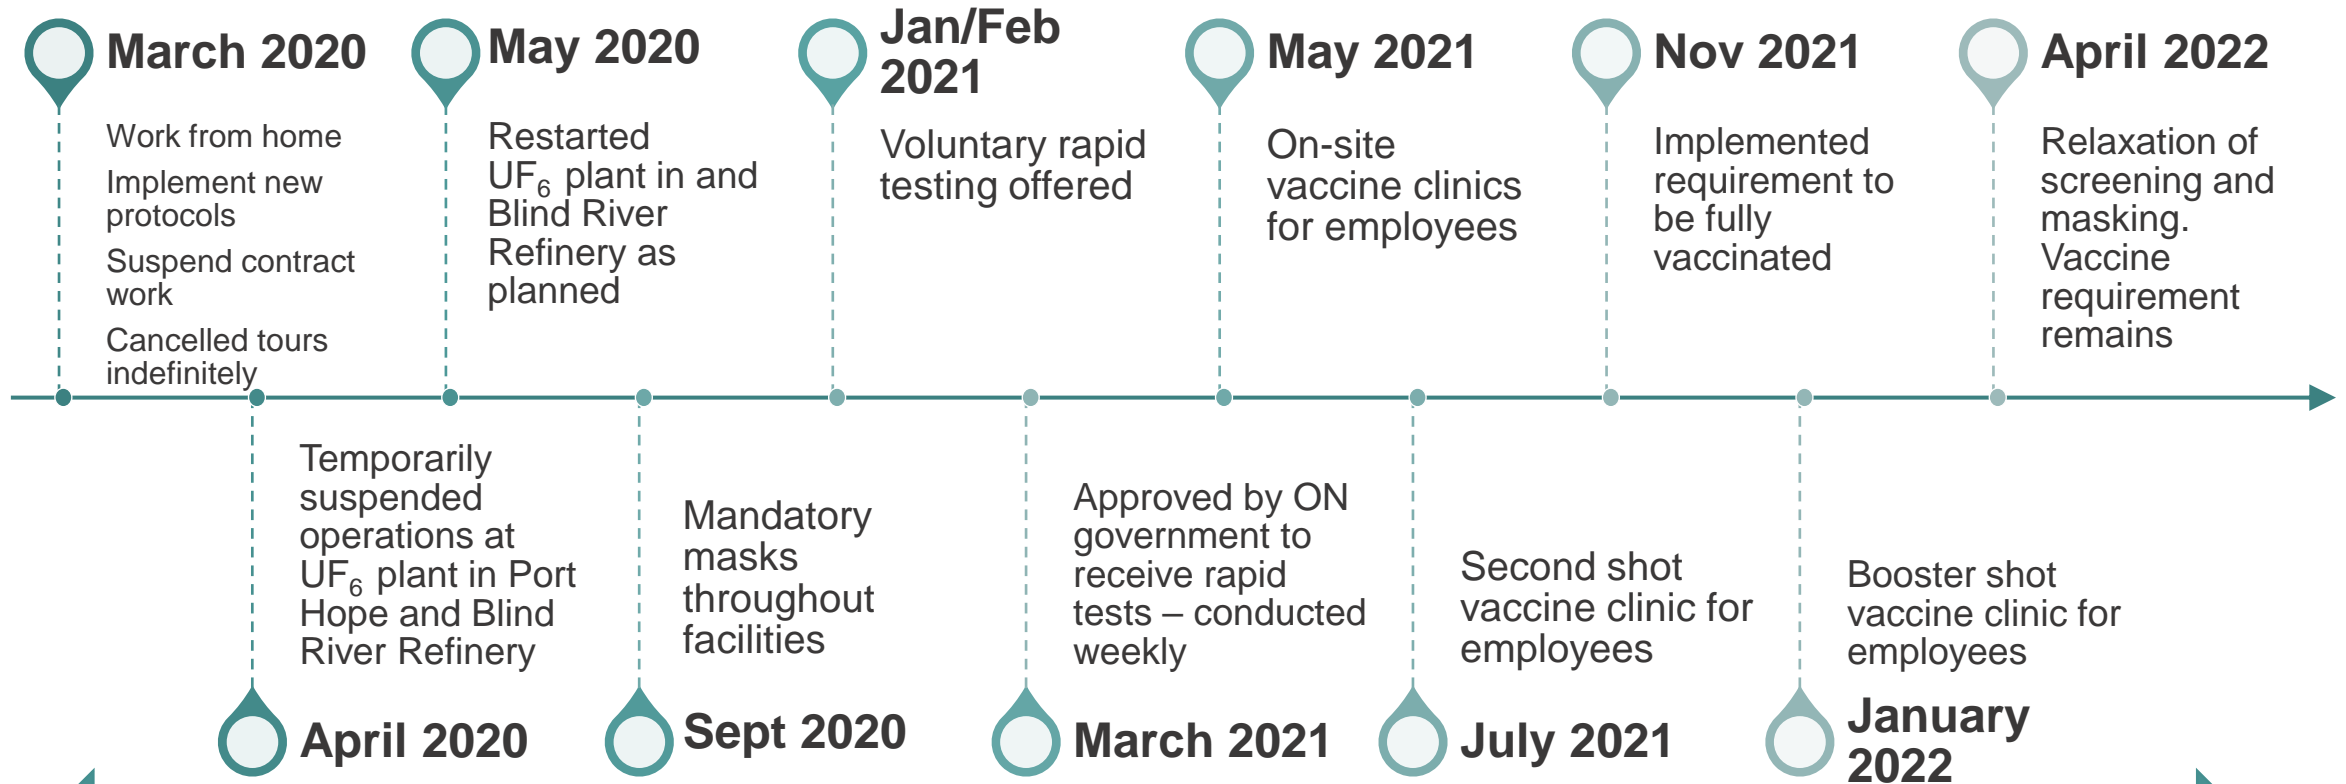 March 2020
Work from home
Implement new
protocols
Suspend contract
work
Cancelled tours
indefinitely
May 2020
Restarted
UF₆ plant in and
Blind River
Refinery as
planned
Jan/Feb
2021
Voluntary rapid
testing offered
May 2021
On-site
vaccine clinics
for employees
Nov 2021
Implemented
requirement to
be fully
vaccinated
April 2022
Relaxation of
screening and
masking.
Vaccine
requirement
remains
Temporarily
suspended
operations at
UF₆ plant in Port
Hope and Blind
River Refinery
April 2020
Mandatory
masks
throughout
facilities
Sept 2020
Approved by ON
government to
receive rapid
tests – conducted
weekly
March 2021
Second shot
vaccine clinic for
employees
July 2021
Booster shot
vaccine clinic for
employees
January
2022